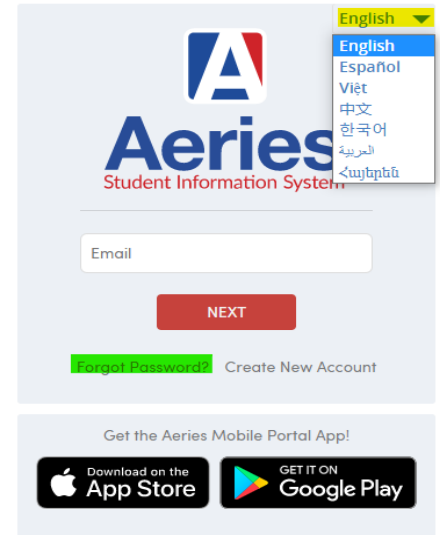 English
English
Español
Việt
中文
한국어
العربية
Հայերեն
Aeries
Student Information System
Email
NEXT
Forgot Password? Create New Account
Get the Aeries Mobile Portal App!
Download on the
App Store
GET IT ON
Google Play